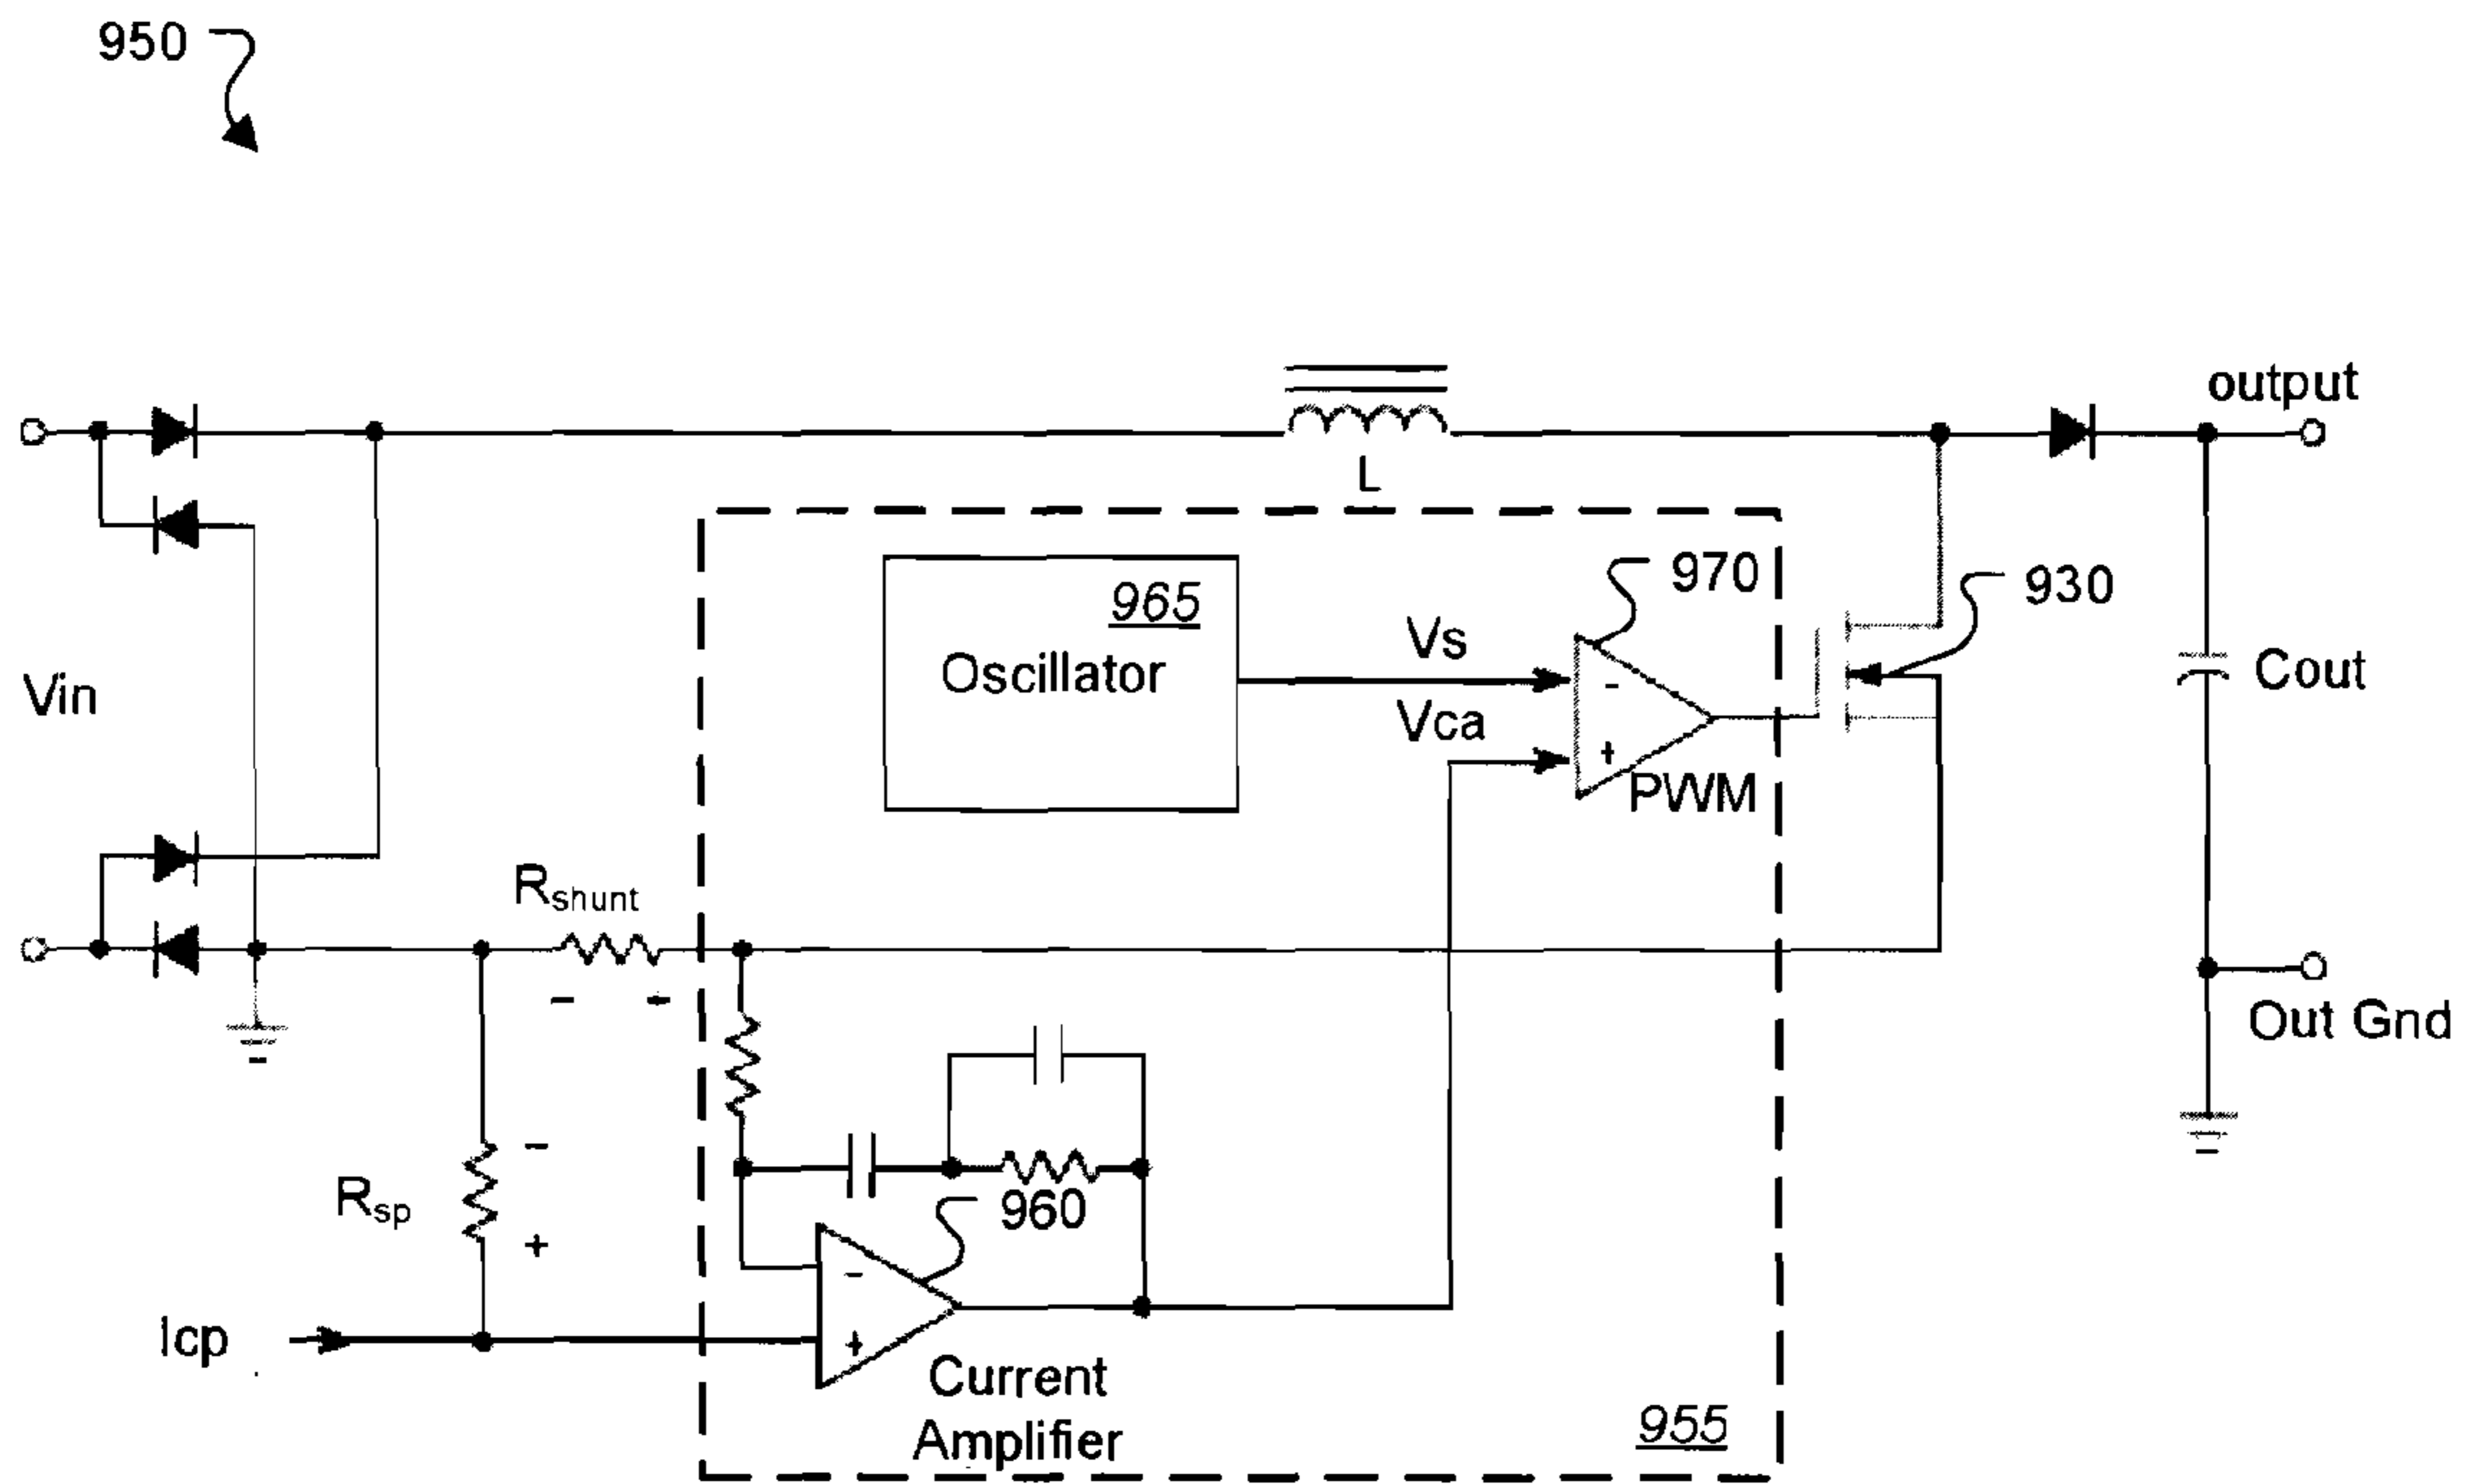 950
output
L
965
Oscillator
970
930
Vs
Vca
-
+
PWM
Vin
Cout
Rshunt
- +
Out Gnd
-
Rsp
+
960
-
+
Icp
Current
Amplifier
955